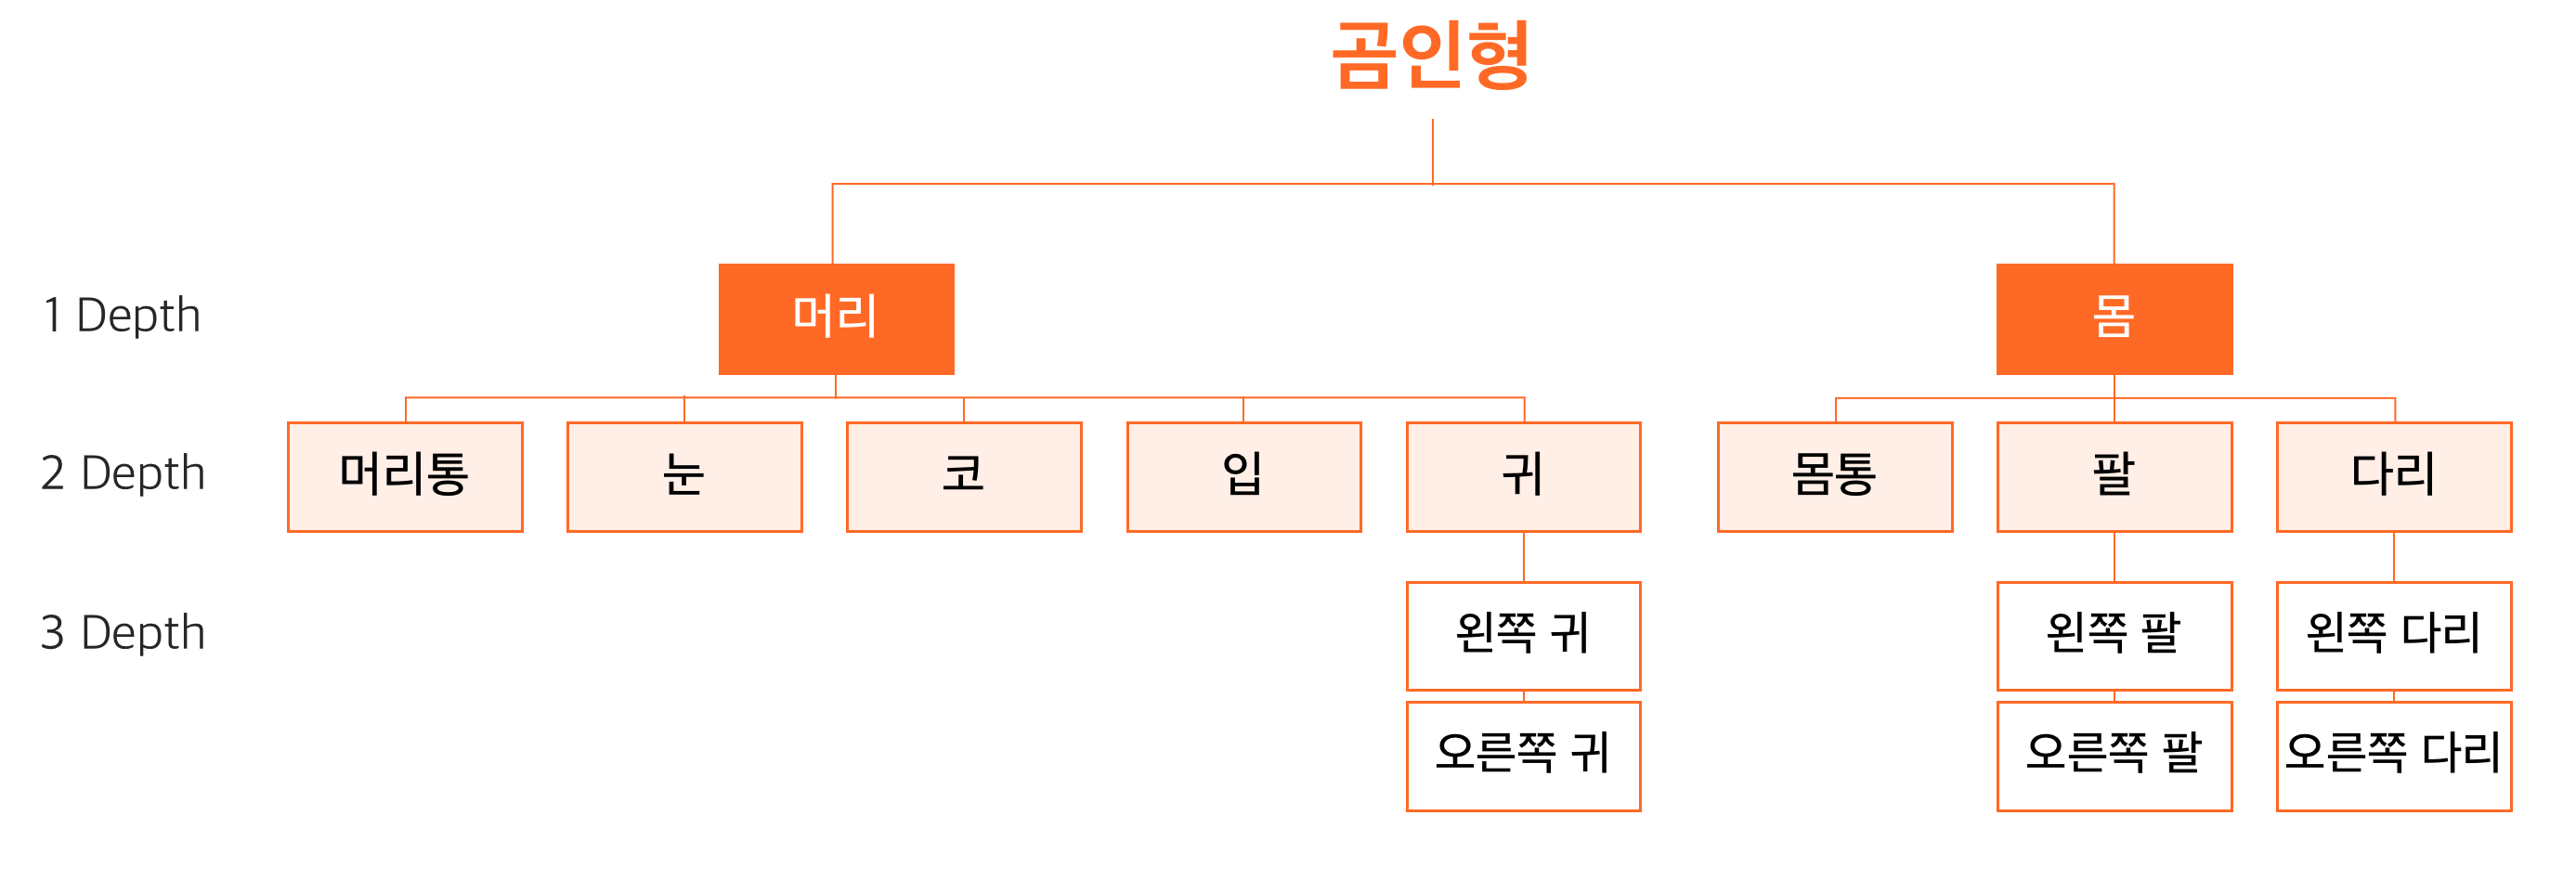 곰인형
1 Depth
머리
몸
2 Depth
머리통
눈
코
입
귀
몸통
팔
다리
3 Depth
왼쪽 귀
왼쪽 팔
왼쪽 다리
오른쪽 귀
오른쪽 팔
오른쪽 다리